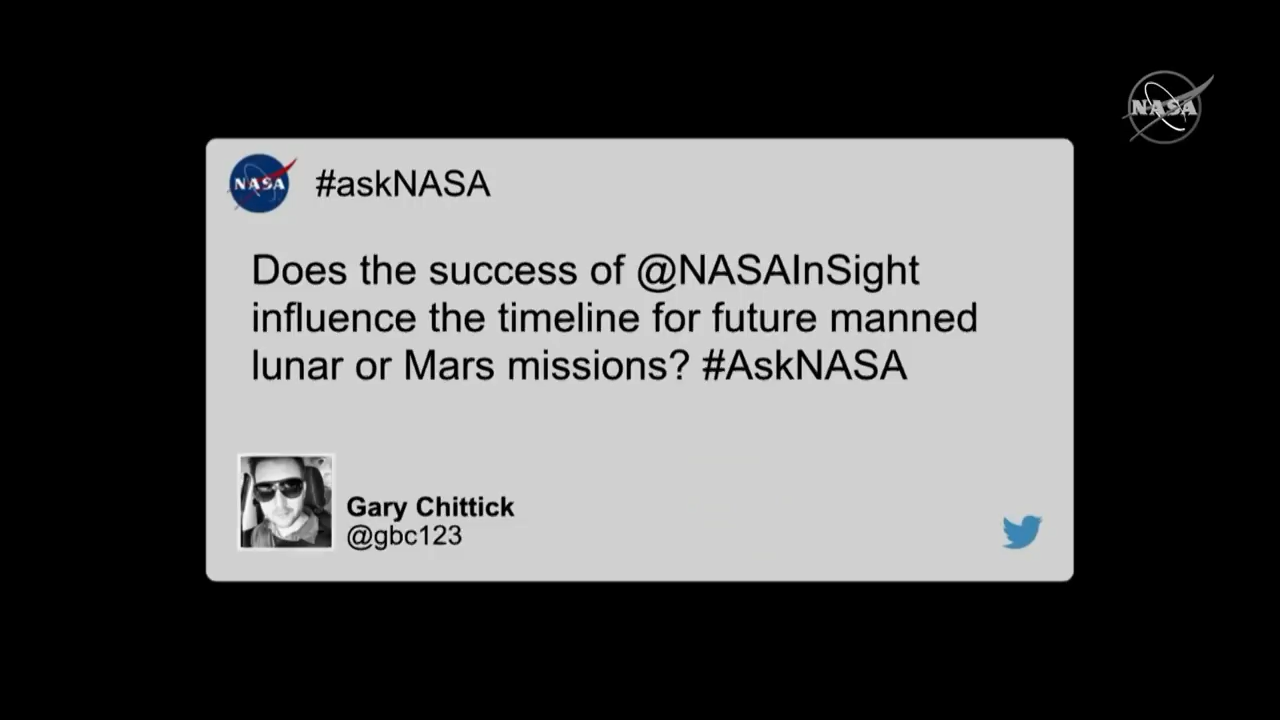 NASA
NASA #askNASA
Does the success of @NASAInSight
influence the timeline for future manned
lunar or Mars missions? #AskNASA
Gary Chittick
@gbc123